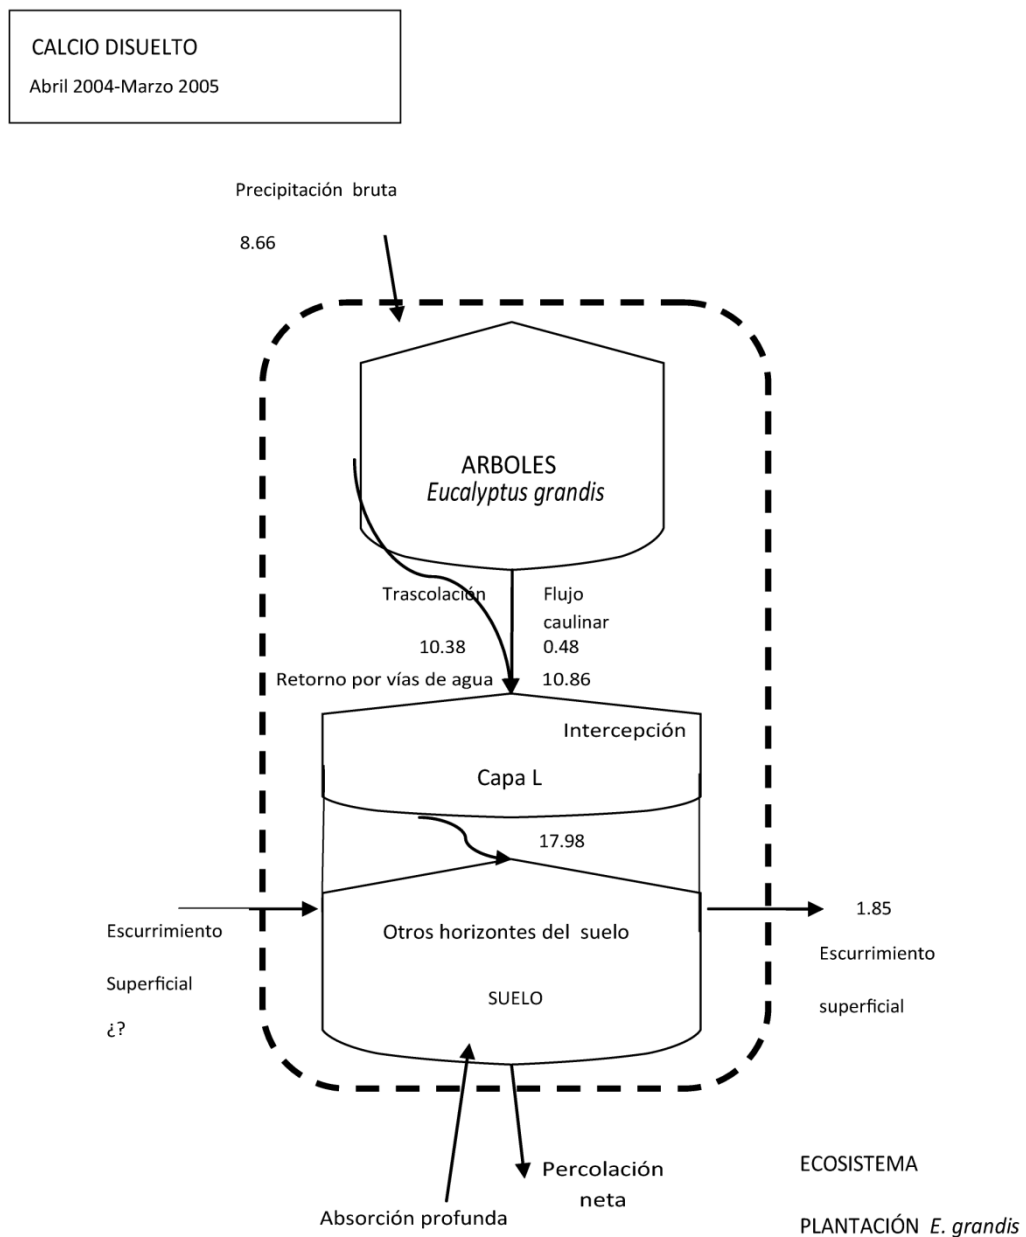 CALCIO DISUELTO
Abril 2004-Marzo 2005
Precipitación bruta
8.66
ARBOLES
Eucalyptus grandis
Trascolación
Flujo
caulinar
10.38
0.48
Retorno por vías de agua
10.86
Intercepción
Capa L
17.98
Escurrimiento
Superficial
¿?
Otros horizontes del suelo
SUELO
1.85
Escurrimiento
superficial
Absorción profunda
Percolación
neta
ECOSISTEMA
PLANTACIÓN E. grandis